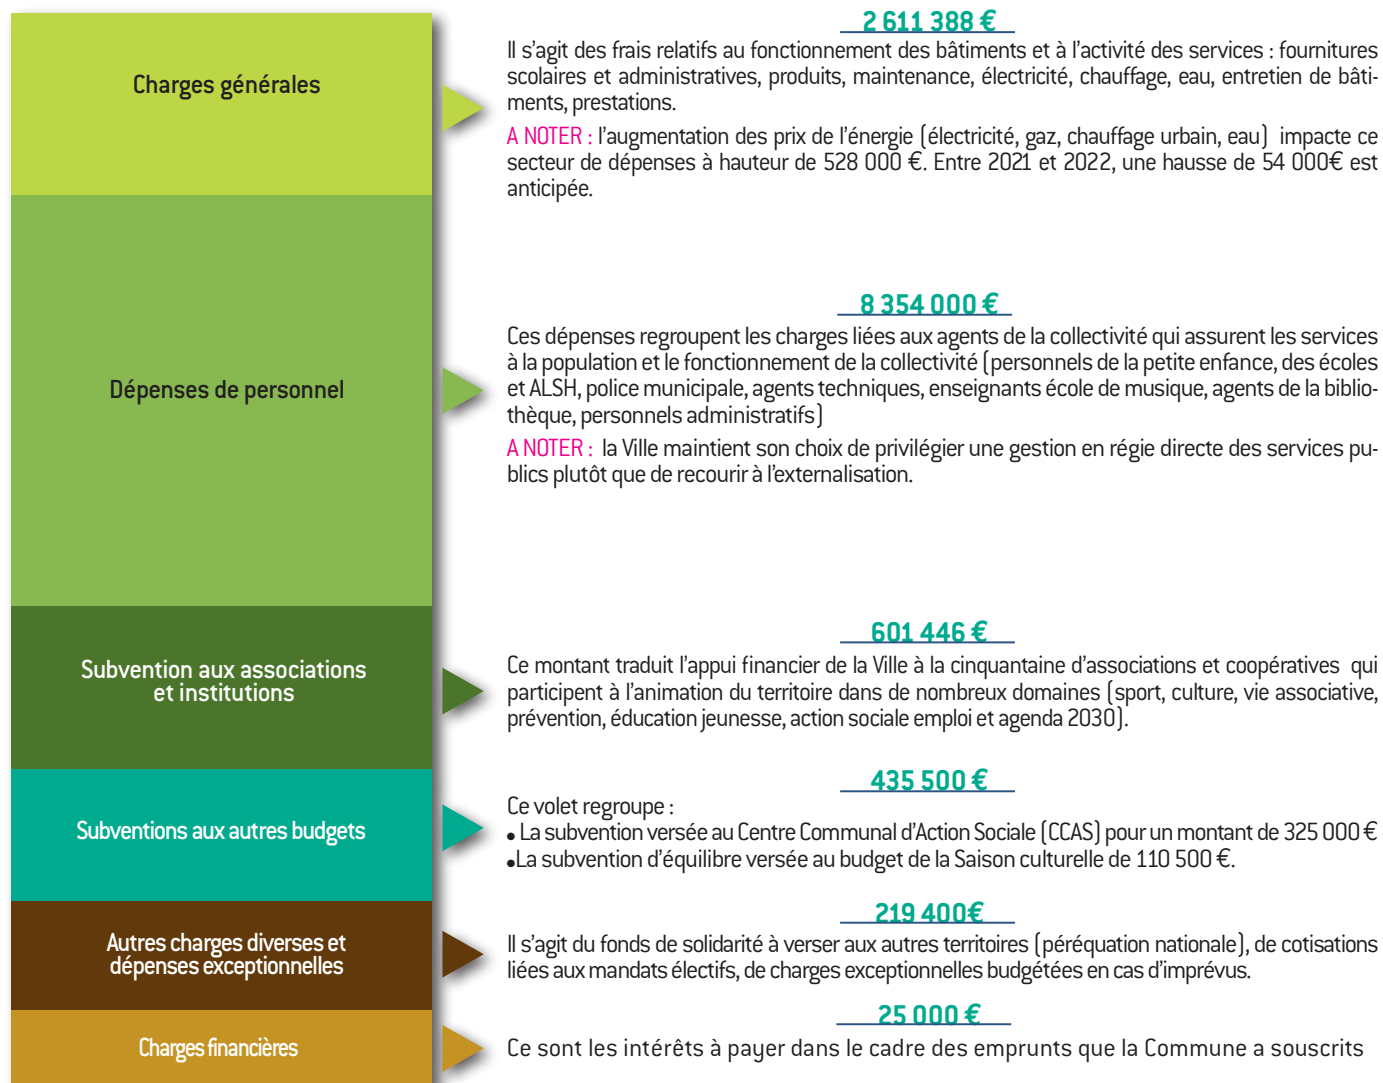 Charges générales
2 611 388 €
Il s’agit des frais relatifs au fonctionnement des bâtiments et à l’activité des services : fournitures
scolaires et administratives, produits, maintenance, électricité, chauffage, eau, entretien de bâti-
ments, prestations.
A NOTER : l’augmentation des prix de l’énergie (électricité, gaz, chauffage urbain, eau) impacte ce
secteur de dépenses à hauteur de 528 000 €. Entre 2021 et 2022, une hausse de 54 000€ est
anticipée.
Dépenses de personnel
8 354 000 €
Ces dépenses regroupent les charges liées aux agents de la collectivité qui assurent les services
à la population et le fonctionnement de la collectivité (personnels de la petite enfance, des écoles
et ALSH, police municipale, agents techniques, enseignants école de musique, agents de la biblio-
thèque, personnels administratifs)
A NOTER : la Ville maintient son choix de privilégier une gestion en régie directe des services pu-
blics plutôt que de recourir à l’externalisation.
Subvention aux associations
et institutions
601 446 €
Ce montant traduit l’appui financier de la Ville à la cinquantaine d’associations et coopératives qui
participent à l’animation du territoire dans de nombreux domaines (sport, culture, vie associative,
prévention, éducation jeunesse, action sociale emploi et agenda 2030).
Subventions aux autres budgets
435 500 €
Ce volet regroupe :
• La subvention versée au Centre Communal d’Action Sociale (CCAS) pour un montant de 325 000 €
•La subvention d’équilibre versée au budget de la Saison culturelle de 110 500 €.
Autres charges diverses et
dépenses exceptionnelles
219 400€
Il s’agit du fonds de solidarité à verser aux autres territoires (péréquation nationale), de cotisations
liées aux mandats électifs, de charges exceptionnelles budgétées en cas d’imprévus.
Charges financières
25 000 €
Ce sont les intérêts à payer dans le cadre des emprunts que la Commune a souscrits